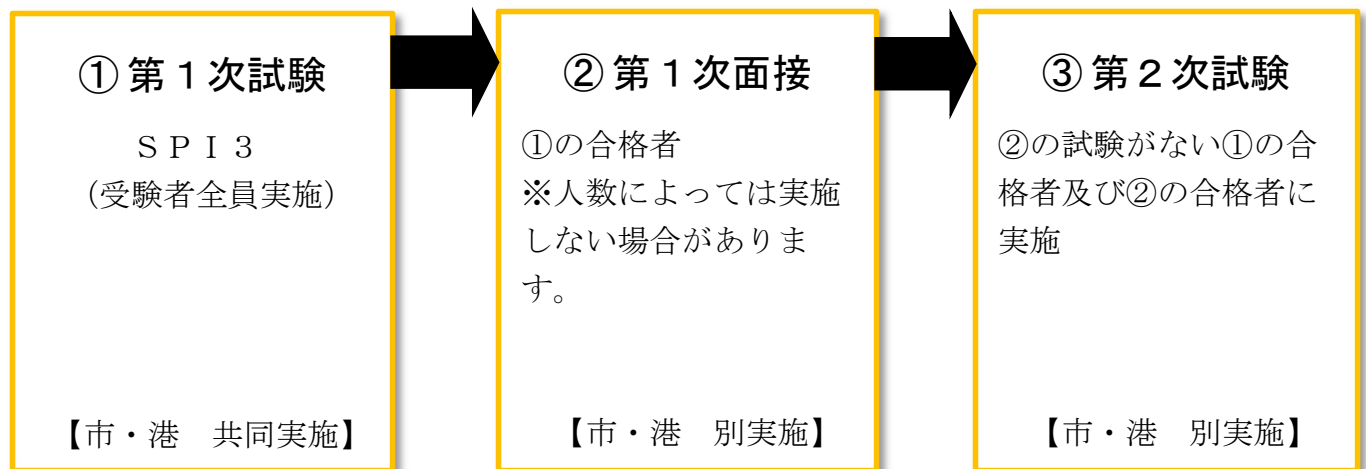 ①第１次試験
ＳＰＩ３
(受験者全員実施)
【市・港　共同実施】
②第１次面接
①の合格者
※人数によっては実施
しない場合がありま
す。
【市・港　別実施】
③第２次試験
②の試験がない①の合
格者及び②の合格者に
実施
【市・港　別実施】